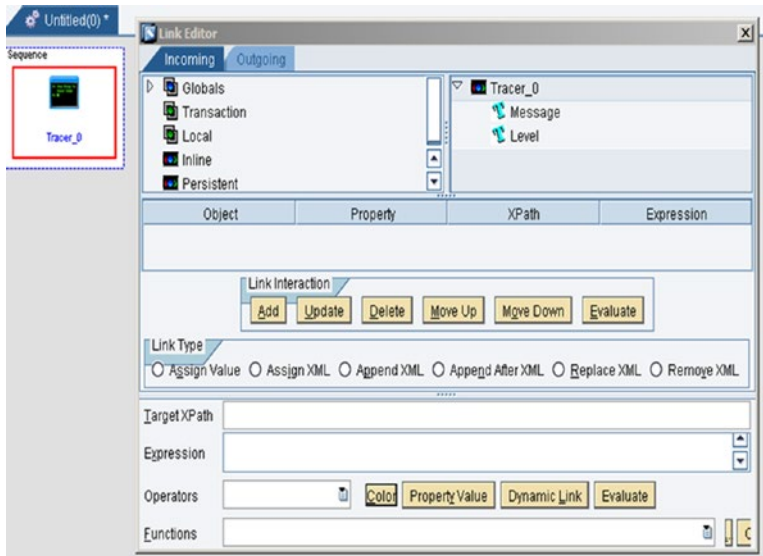 Untitled(0) *
Sequence
Tracer_0
Link Editor
Incoming Outgoing
Globals
Transaction
Local
Inline
Persistent
Tracer_0
Message
Level
Object Property XPath Expression
Link Interaction
Add Update Delete Move Up Move Down Evaluate
Link Type
Assign Value Assign XML Append XML Append After XML Replace XML Remove XML
Target XPath
Expression
Operators Color Property Value Dynamic Link Evaluate
Functions